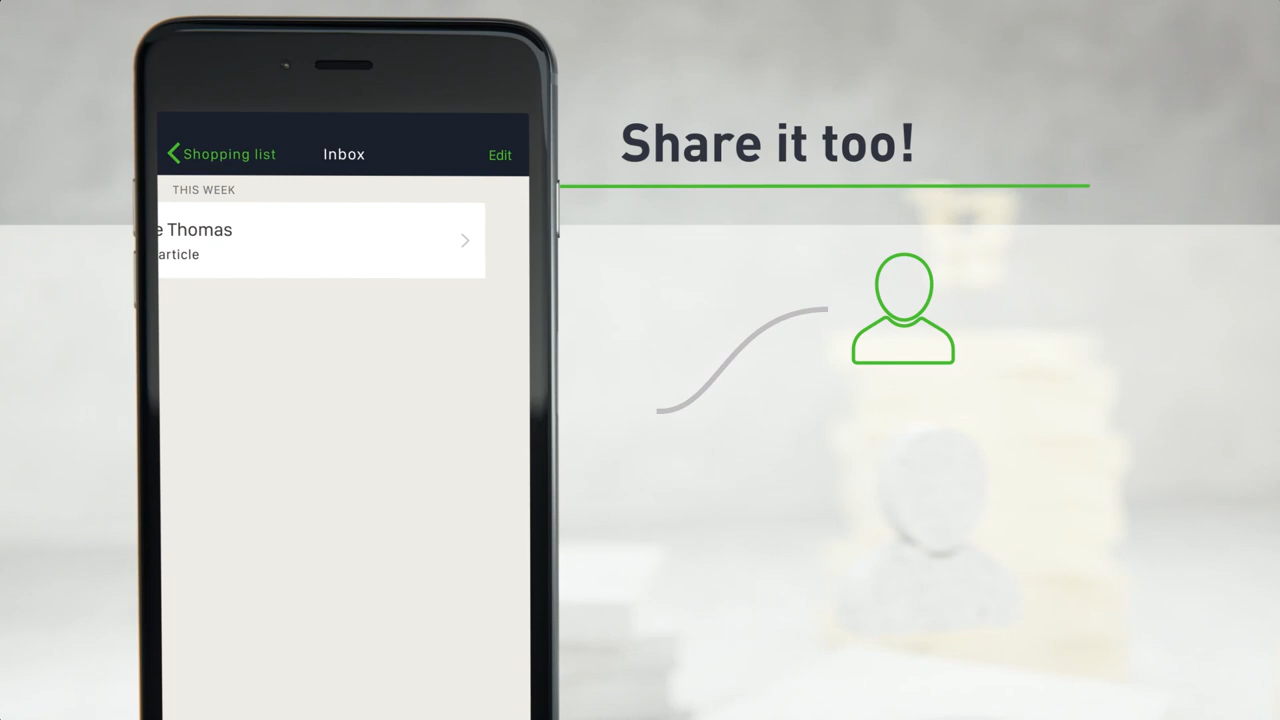 Share it too!
Shopping list
Inbox
Edit
THIS WEEK
e Thomas
article